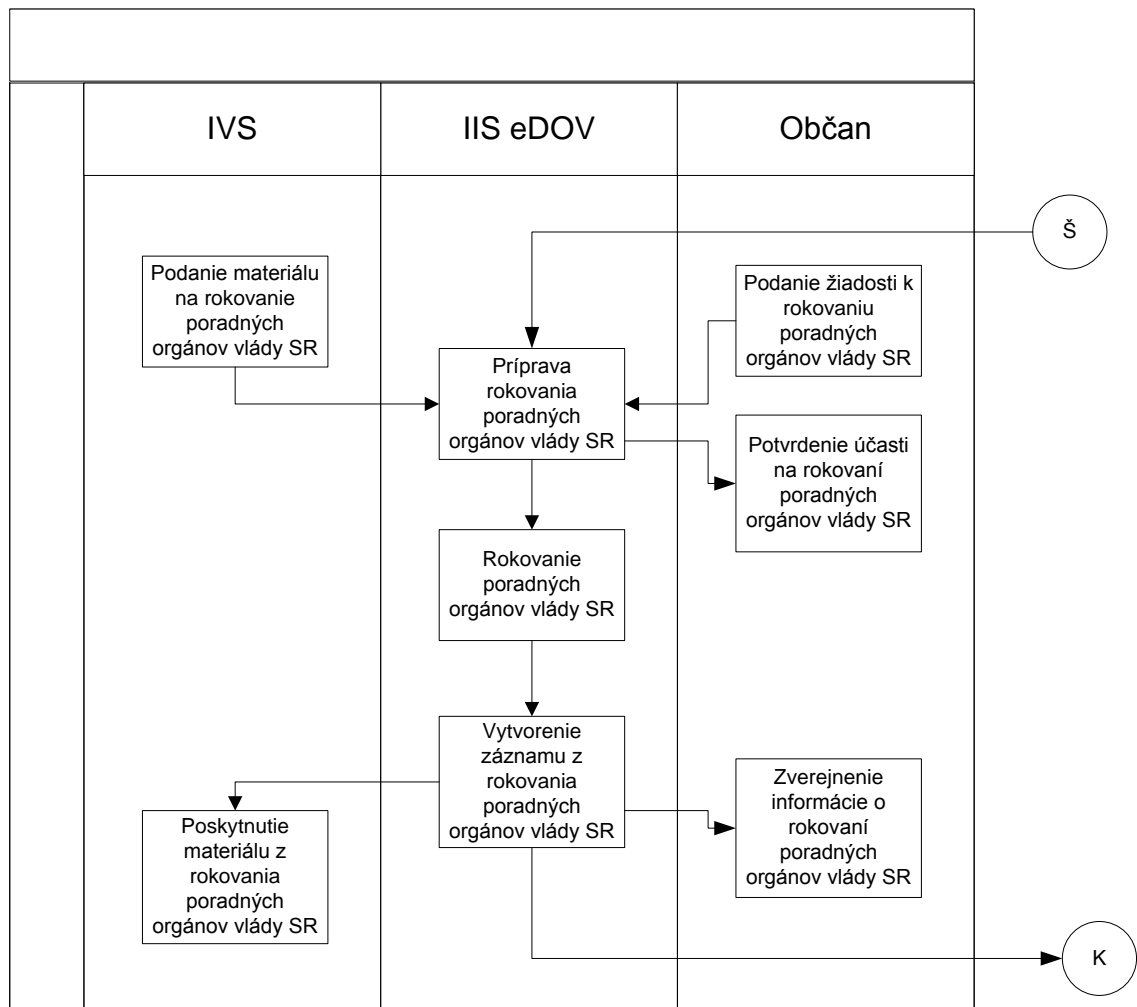 IVS
IIS eDOV
Občan
Š
Podanie materiálu
na rokovanie
poradných
orgánov vlády SR
Podanie žiadosti k
rokovaniu
poradných
orgánov vlády SR
Príprava
rokovania
poradných
orgánov vlády SR
Potvrdenie účasti
na rokovaní
poradných
orgánov vlády SR
Rokovanie
poradných
orgánov vlády SR
Vytvorenie
záznamu z
rokovania
poradných
orgánov vlády SR
Zverejnenie
informácie o
rokovaní
poradných
orgánov vlády SR
Poskytnutie
materiálu z
rokovania
poradných
orgánov vlády SR
K